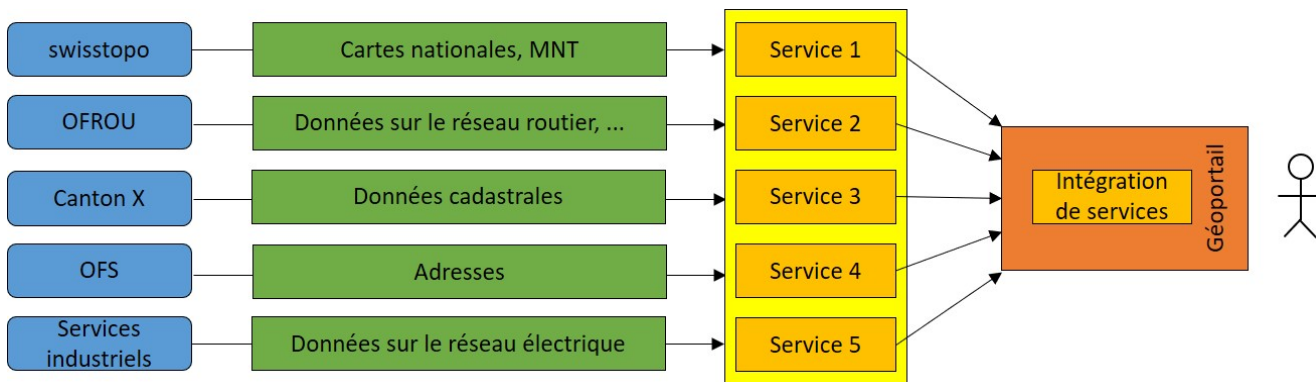 swisstopo
Cartes nationales, MNT
Service 1
OFROU
Données sur le réseau routier, ...
Service 2
Canton X
Données cadastrales
Service 3
OFS
Adresses
Service 4
Services
industriels
Données sur le réseau électrique
Service 5
Intégration
de services
Géoportail